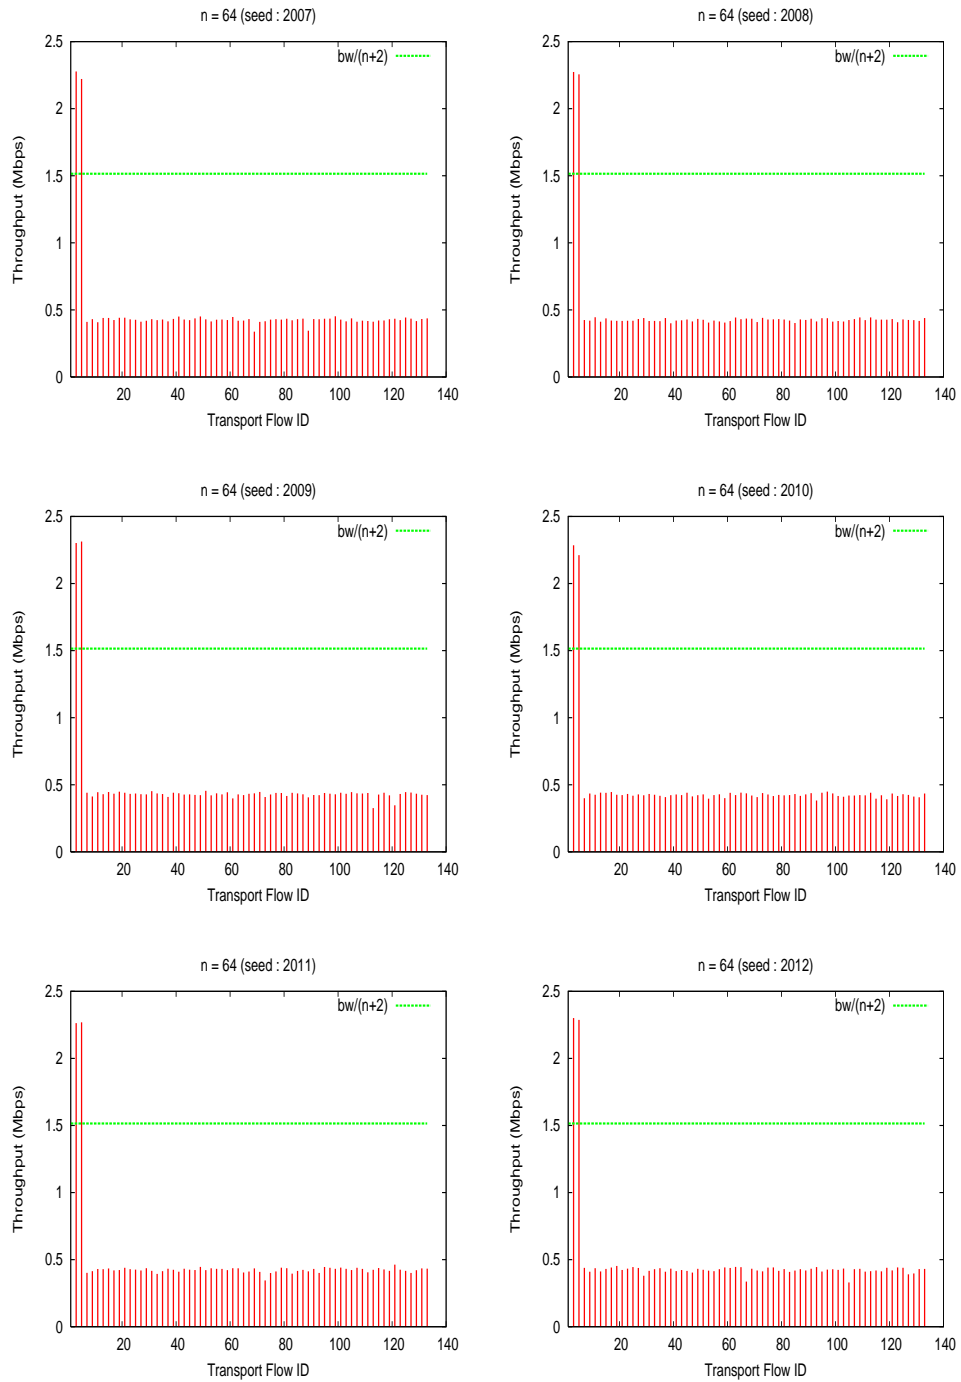 n = 64 (seed : 2007)
2.5
2
1.5
1
0.5
0
Throughput (Mbps)
bw/(n+2)
20 40 60 80 100 120 140
Transport Flow ID
n = 64 (seed : 2008)
2.5
2
1.5
1
0.5
0
Throughput (Mbps)
bw/(n+2)
20 40 60 80 100 120 140
Transport Flow ID
n = 64 (seed : 2009)
2.5
2
1.5
1
0.5
0
Throughput (Mbps)
bw/(n+2)
20 40 60 80 100 120 140
Transport Flow ID
n = 64 (seed : 2010)
2.5
2
1.5
1
0.5
0
Throughput (Mbps)
bw/(n+2)
20 40 60 80 100 120 140
Transport Flow ID
n = 64 (seed : 2011)
2.5
2
1.5
1
0.5
0
Throughput (Mbps)
bw/(n+2)
20 40 60 80 100 120 140
Transport Flow ID
n = 64 (seed : 2012)
2.5
2
1.5
1
0.5
0
Throughput (Mbps)
bw/(n+2)
20 40 60 80 100 120 140
Transport Flow ID